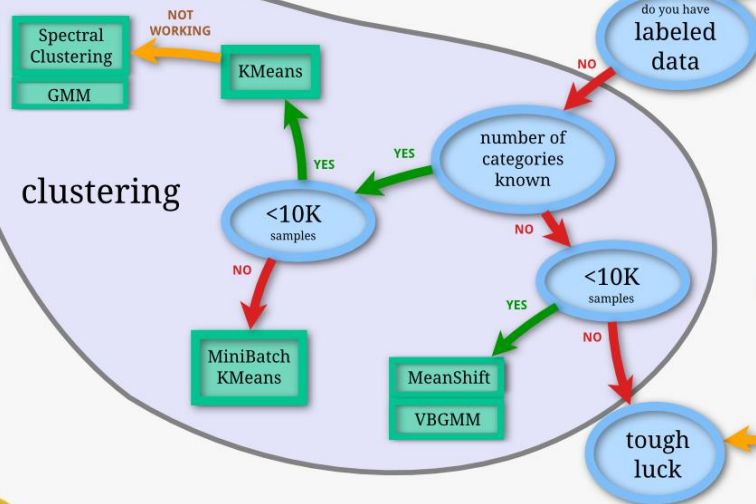 do you have
labeled
data
NOT
WORKING
Spectral
Clustering
GMM
KMeans
NO
number of
categories
known
YES
YES
clustering
<10K
samples
NO
NO
<10K
samples
YES
NO
MiniBatch
KMeans
MeanShift
VBGMM
tough
luck